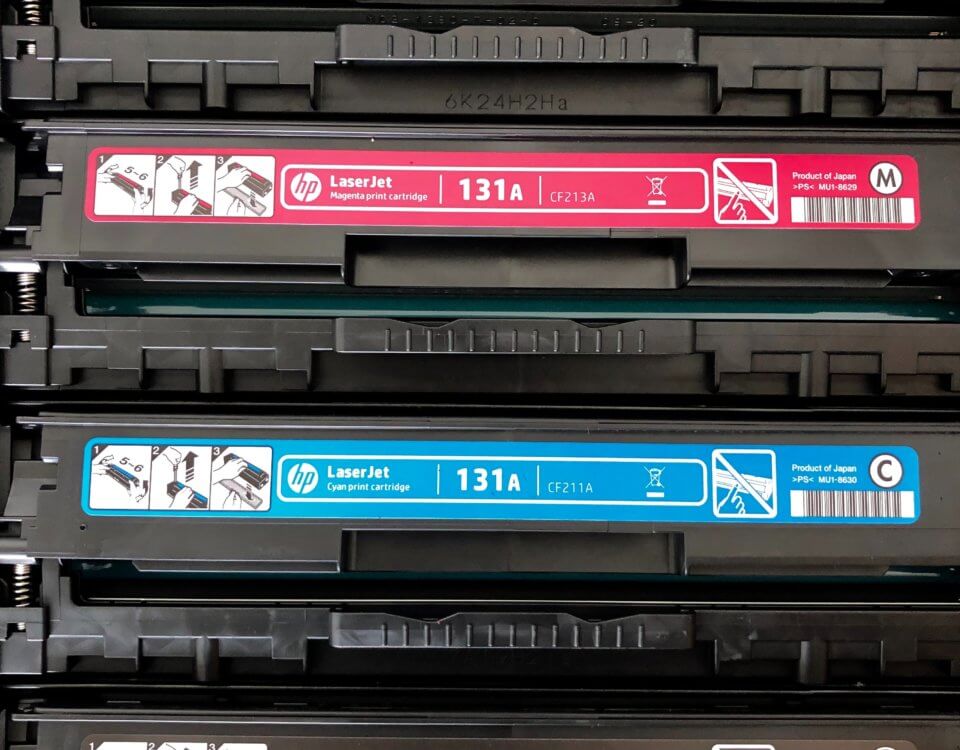 6K24H2Ha
1 2 3
5-6
hp LaserJet
Magenta print cartridge
131A
CF213A
Product of Japan
>PS< MU1-8629
M
1 2 3
5-6
hp LaserJet
Cyan print cartridge
131A
CF211A
Product of Japan
>PS< MU1-8630
C
1 2 3